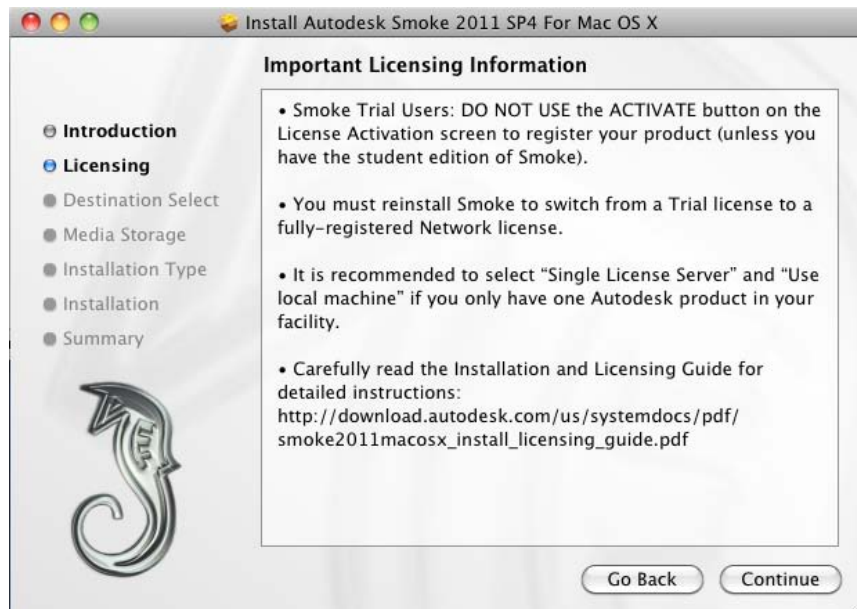 Install Autodesk Smoke 2011 SP4 For Mac OS X
Important Licensing Information
Introduction
Licensing
Destination Select
Media Storage
Installation Type
Installation
Summary
• Smoke Trial Users: DO NOT USE the ACTIVATE button on the
License Activation screen to register your product (unless you
have the student edition of Smoke).
• You must reinstall Smoke to switch from a Trial license to a
fully-registered Network license.
• It is recommended to select “Single License Server” and “Use
local machine” if you only have one Autodesk product in your
facility.
• Carefully read the Installation and Licensing Guide for
detailed instructions:
http://download.autodesk.com/us/systemdocs/pdf/
smoke2011macosx_install_licensing_guide.pdf
Go Back
Continue